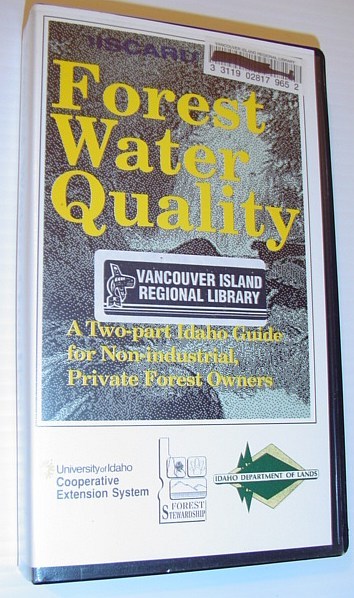 Forest
Water
Quality
3 3119 02817 965 2
VANCOUVER ISLAND
REGIONAL LIBRARY
A Two-part Idaho Guide
for Non-industrial,
Private Forest Owners
University of Idaho
Cooperative
Extension System
FOREST
STEWARDSHIP
IDAHO DEPARTMENT OF LANDS